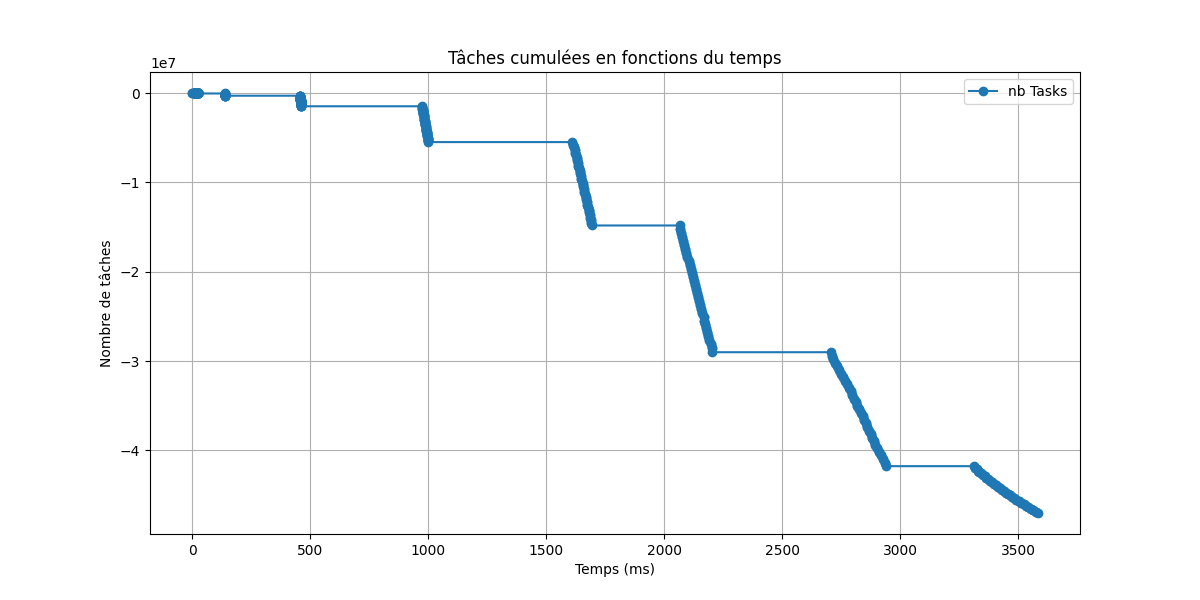 Tâches cumulées en fonctions du temps
1e7
nb Tasks
0
−1
−2
−3
−4
Nombre de tâches
0 500 1000 1500 2000 2500 3000 3500
Temps (ms)